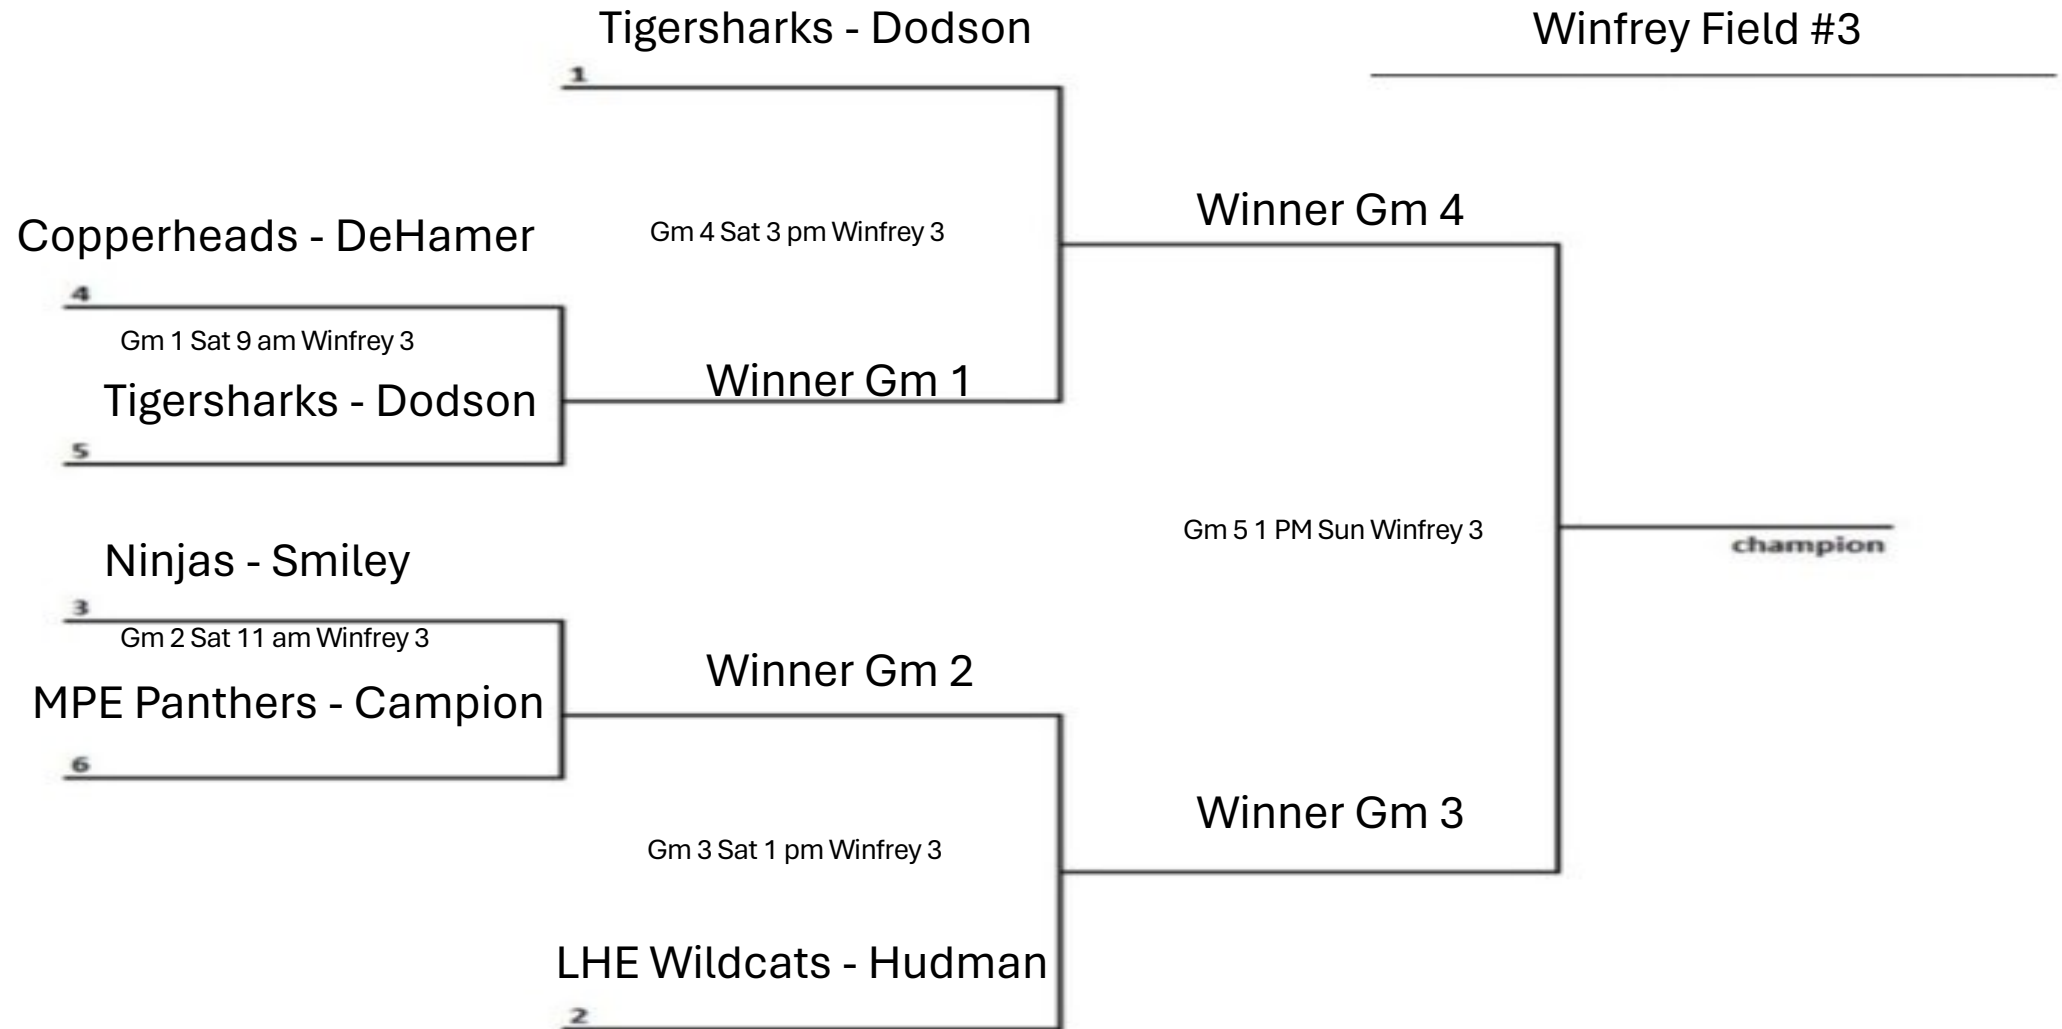 Tigersharks - Dodson
Winfrey Field #3
1
Copperheads - DeHamer
Gm 4 Sat 3 pm Winfrey 3
Winner Gm 4
4
Gm 1 Sat 9 am Winfrey 3
Tigersharks - Dodson
Winner Gm 1
5
Ninjas - Smiley
Gm 5 1 PM Sun Winfrey 3
champion
3
Gm 2 Sat 11 am Winfrey 3
MPE Panthers - Campion
Winner Gm 2
6
Gm 3 Sat 1 pm Winfrey 3
Winner Gm 3
LHE Wildcats - Hudman
2